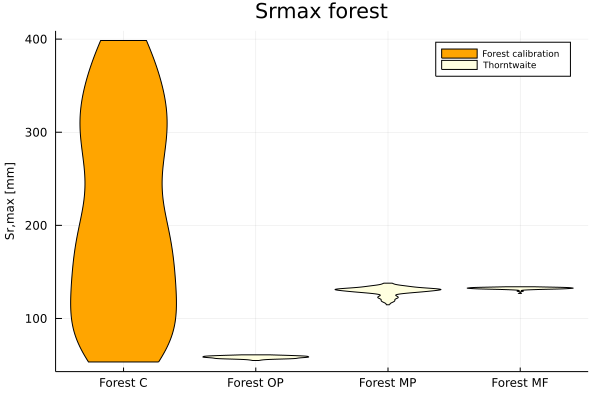 Srmax forest
Forest calibration
Thorntwaite
Sr,max [mm]
400
300
200
100
Forest C
Forest OP
Forest MP
Forest MF